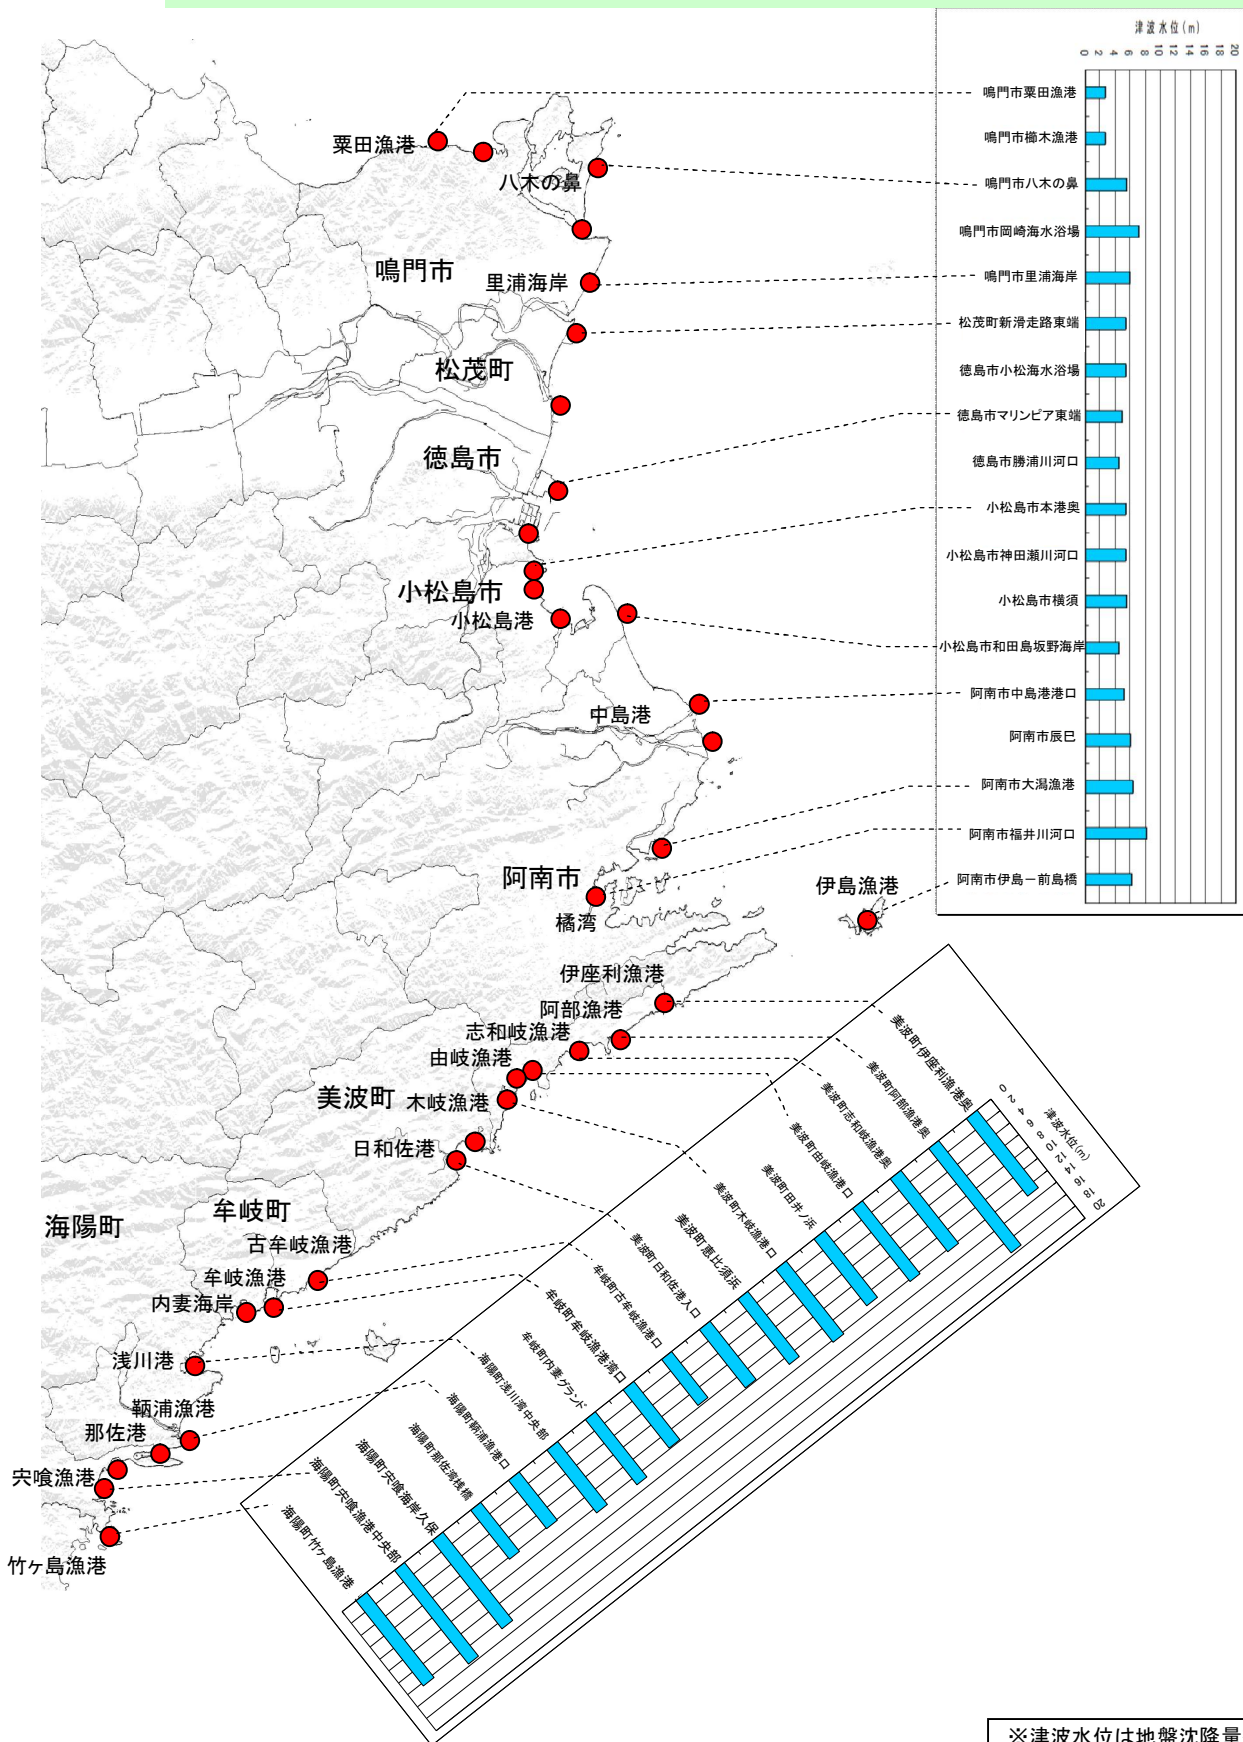 津波水位(m)
0 2 4 6 8 10 12 14 16 18 20
鳴門市粟田漁港
鳴門市櫛木漁港
鳴門市八木の鼻
鳴門市岡崎海水浴場
鳴門市里浦海岸
松茂町新滑走路東端
徳島市小松海水浴場
徳島市マリンピア東端
徳島市勝浦川河口
小松島市本港奥
小松島市神田瀬川河口
小松島市横須
小松島市和田島坂野海岸
阿南市中島港港口
阿南市辰巳
阿南市大潟漁港
阿南市福井川河口
阿南市伊島－前島橋
粟田漁港
八木の鼻
鳴門市
里浦海岸
松茂町
徳島市
小松島市
小松島港
中島港
阿南市
橘湾
伊島漁港
伊座利漁港
阿部漁港
志和岐漁港
由岐漁港
美波町
木岐漁港
日和佐港
牟岐町
海陽町
古牟岐漁港
牟岐漁港
内妻海岸
浅川港
鞆浦漁港
那佐港
宍喰漁港
竹ヶ島漁港
津波水位(m)
0 2 4 6 8 10 12 14 16 18 20
美波町伊座利漁港奥
美波町阿部漁港奥
美波町志和岐漁港奥
美波町由岐漁港口
美波町田井ノ浜
美波町木岐漁港口
美波町恵比須浜
美波町日和佐港入口
牟岐町古牟岐漁港口
牟岐町牟岐漁港湾口
牟岐町内妻グランド
海陽町浅川湾中央部
海陽町鞆浦漁港口
海陽町那佐湾桟橋
海陽町宍喰海岸久保
海陽町宍喰漁港中央部
海陽町竹ヶ島漁港
※津波水位は地盤沈降量